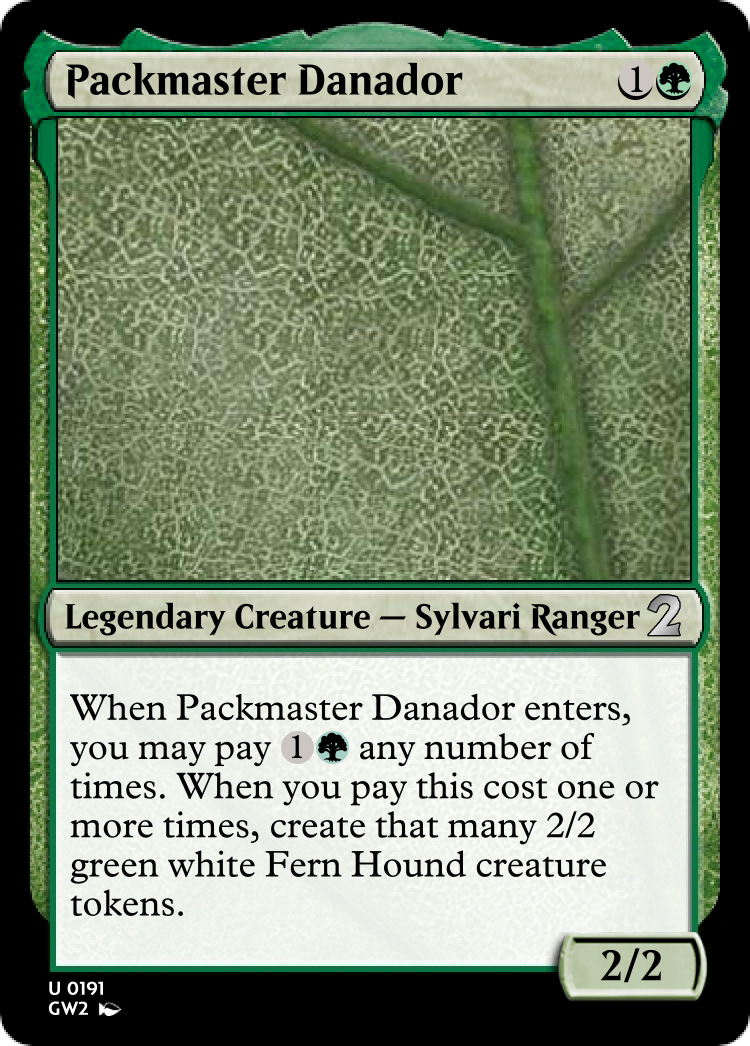 Packmaster Danador 1
Legendary Creature — Sylvari Ranger 2
When Packmaster Danador enters,
you may pay 1 any number of
times. When you pay this cost one or
more times, create that many 2/2
green white Fern Hound creature
tokens.
2/2
U 0191
GW2